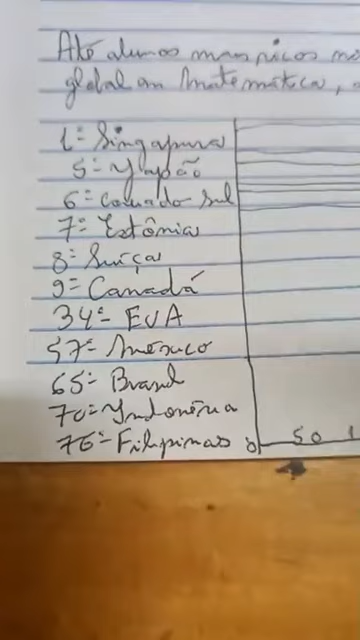 Até alunos mais ricos
global em Matemática,
1º Singapura
5º Japão
6º Coreia do Sul
7º Estônia
8º Suíça
9º Canadá
34º EUA
57º México
65º Brasil
70º Indonésia
76º Filipinas 0 50 1